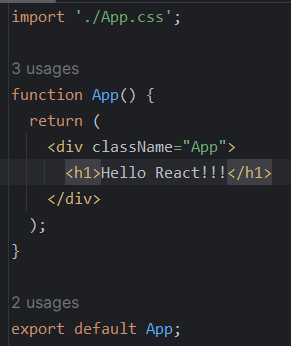 import './App.css';
3 usages
function App() {
  return (
    <div className="App">
      <h1>Hello React!!!</h1>
    </div>
  );
}
2 usages
export default App;